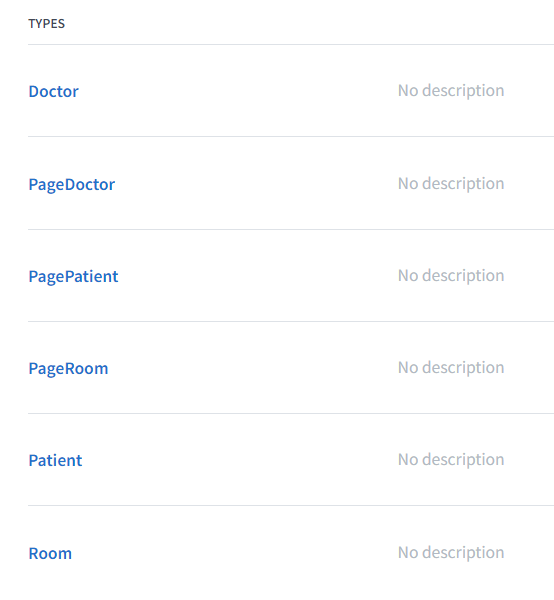 TYPES
Doctor No description
PageDoctor No description
PagePatient No description
PageRoom No description
Patient No description
Room No description